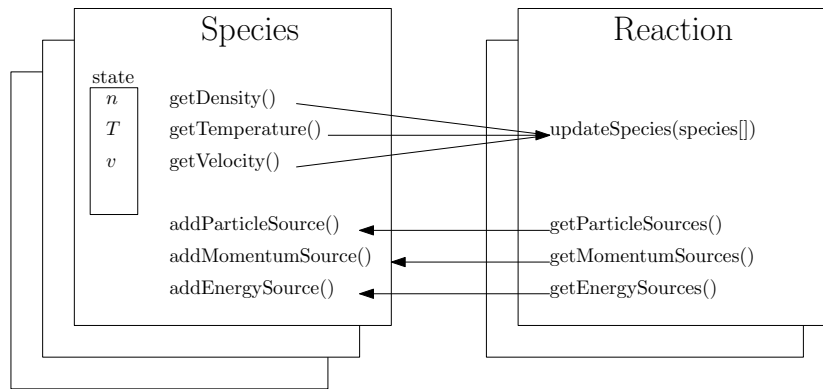 Species
Reaction
state
n
getDensity()
T
getTemperature()
updateSpecies(species[])
v
getVelocity()
addParticleSource()
getParticleSources()
addMomentumSource()
getMomentumSources()
addEnergySource()
getEnergySources()